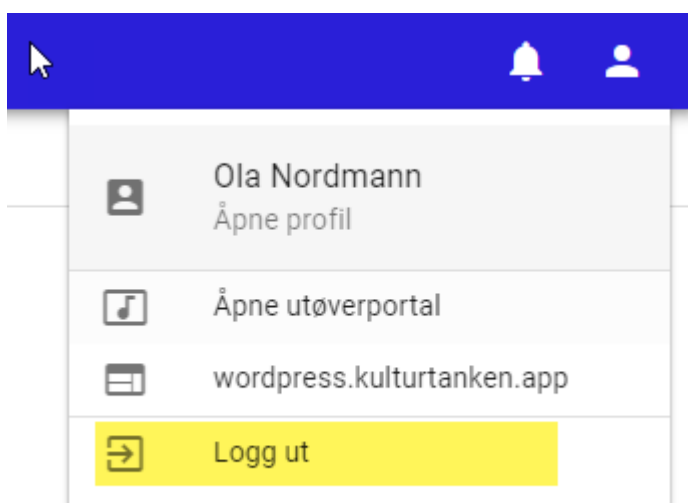 Ola Nordmann
Åpne profil
Åpne utøverportal
wordpress.kulturtanken.app
Logg ut